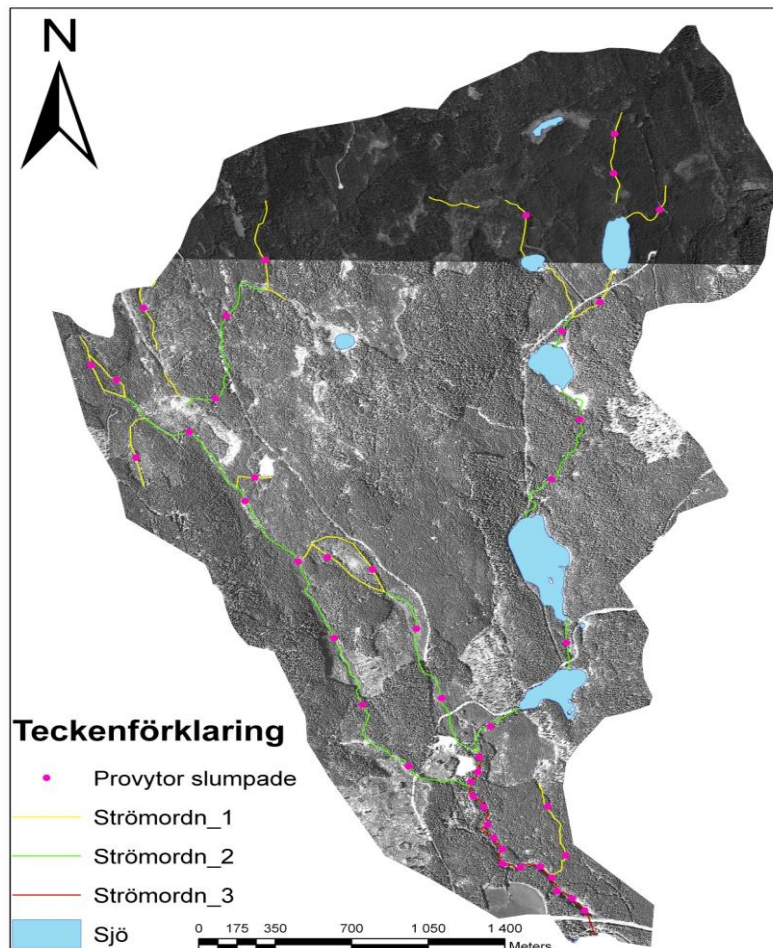 N
Teckenförklaring
Provytor slumpade
Strömordn_1
Strömordn_2
Strömordn_3
Sjö
0 175 350 700 1 050 1 400
Meters